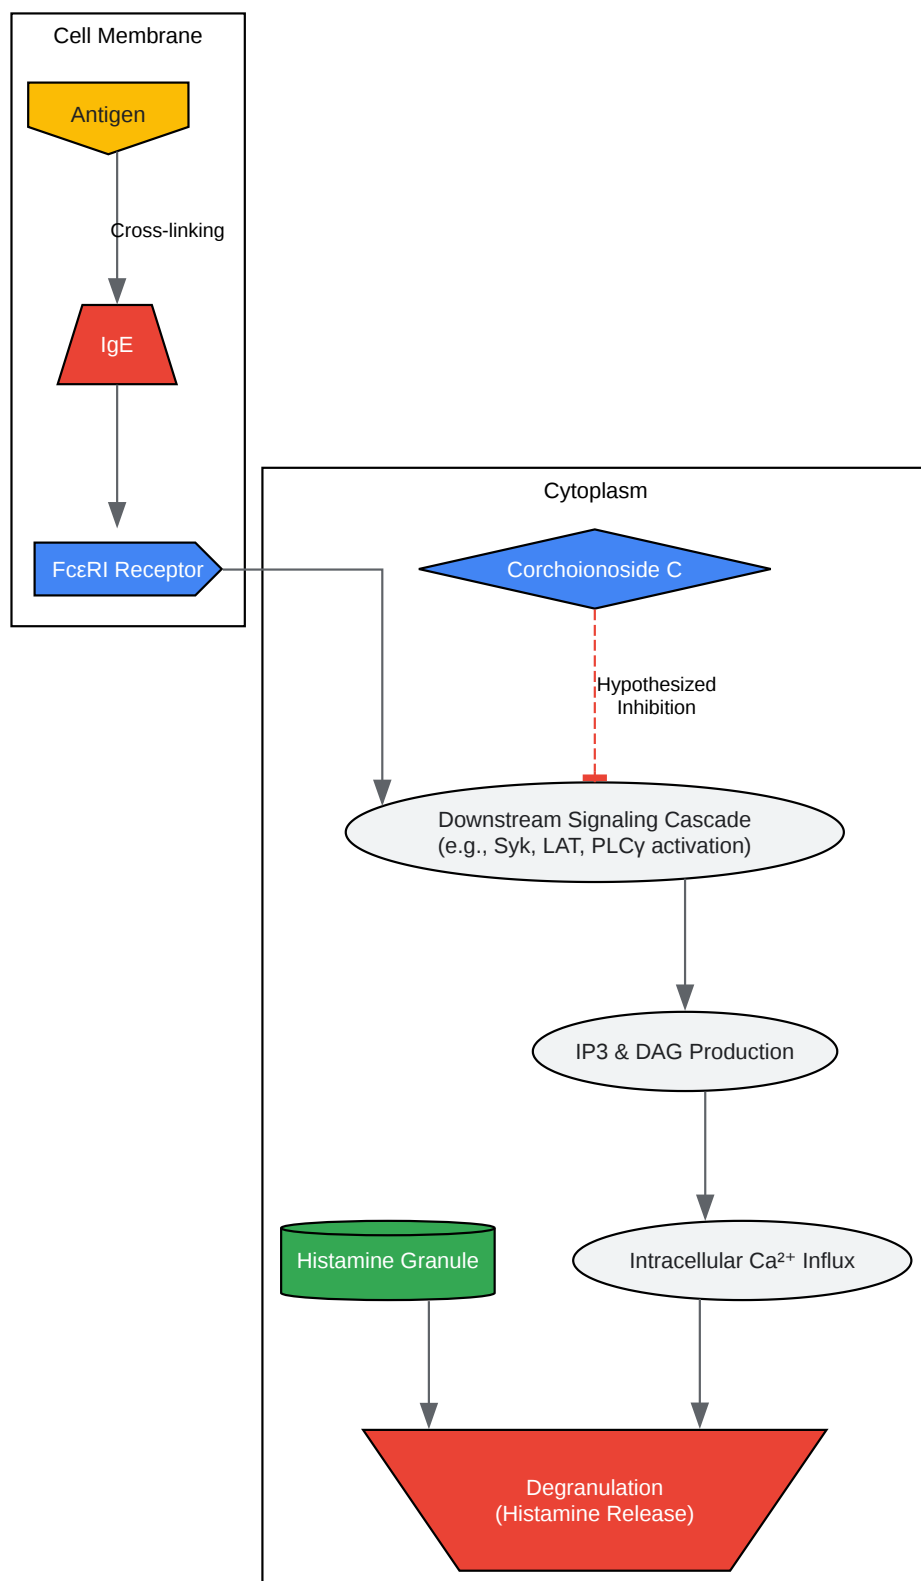 Cell Membrane
Antigen
Cross-linking
IgE
FcεRI Receptor
Cytoplasm
Corchoionoside C
Hypothesized
Inhibition
Downstream Signaling Cascade
(e.g., Syk, LAT, PLCγ activation)
IP3 & DAG Production
Histamine Granule
Intracellular Ca²⁺ Influx
Degranulation
(Histamine Release)